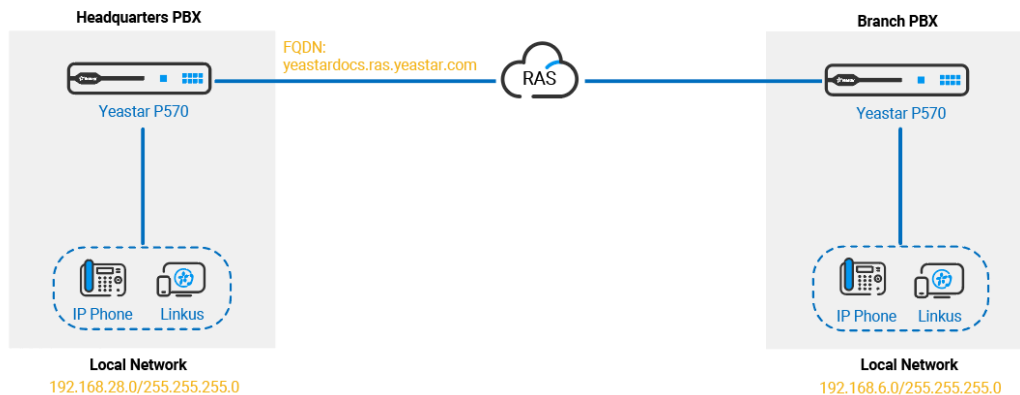 Headquarters PBX
Branch PBX
FQDN:
yeastardocs.ras.yeastar.com
RAS
Yeastar P570
Yeastar P570
IP Phone
Linkus
IP Phone
Linkus
Local Network
192.168.28.0/255.255.255.0
Local Network
192.168.6.0/255.255.255.0